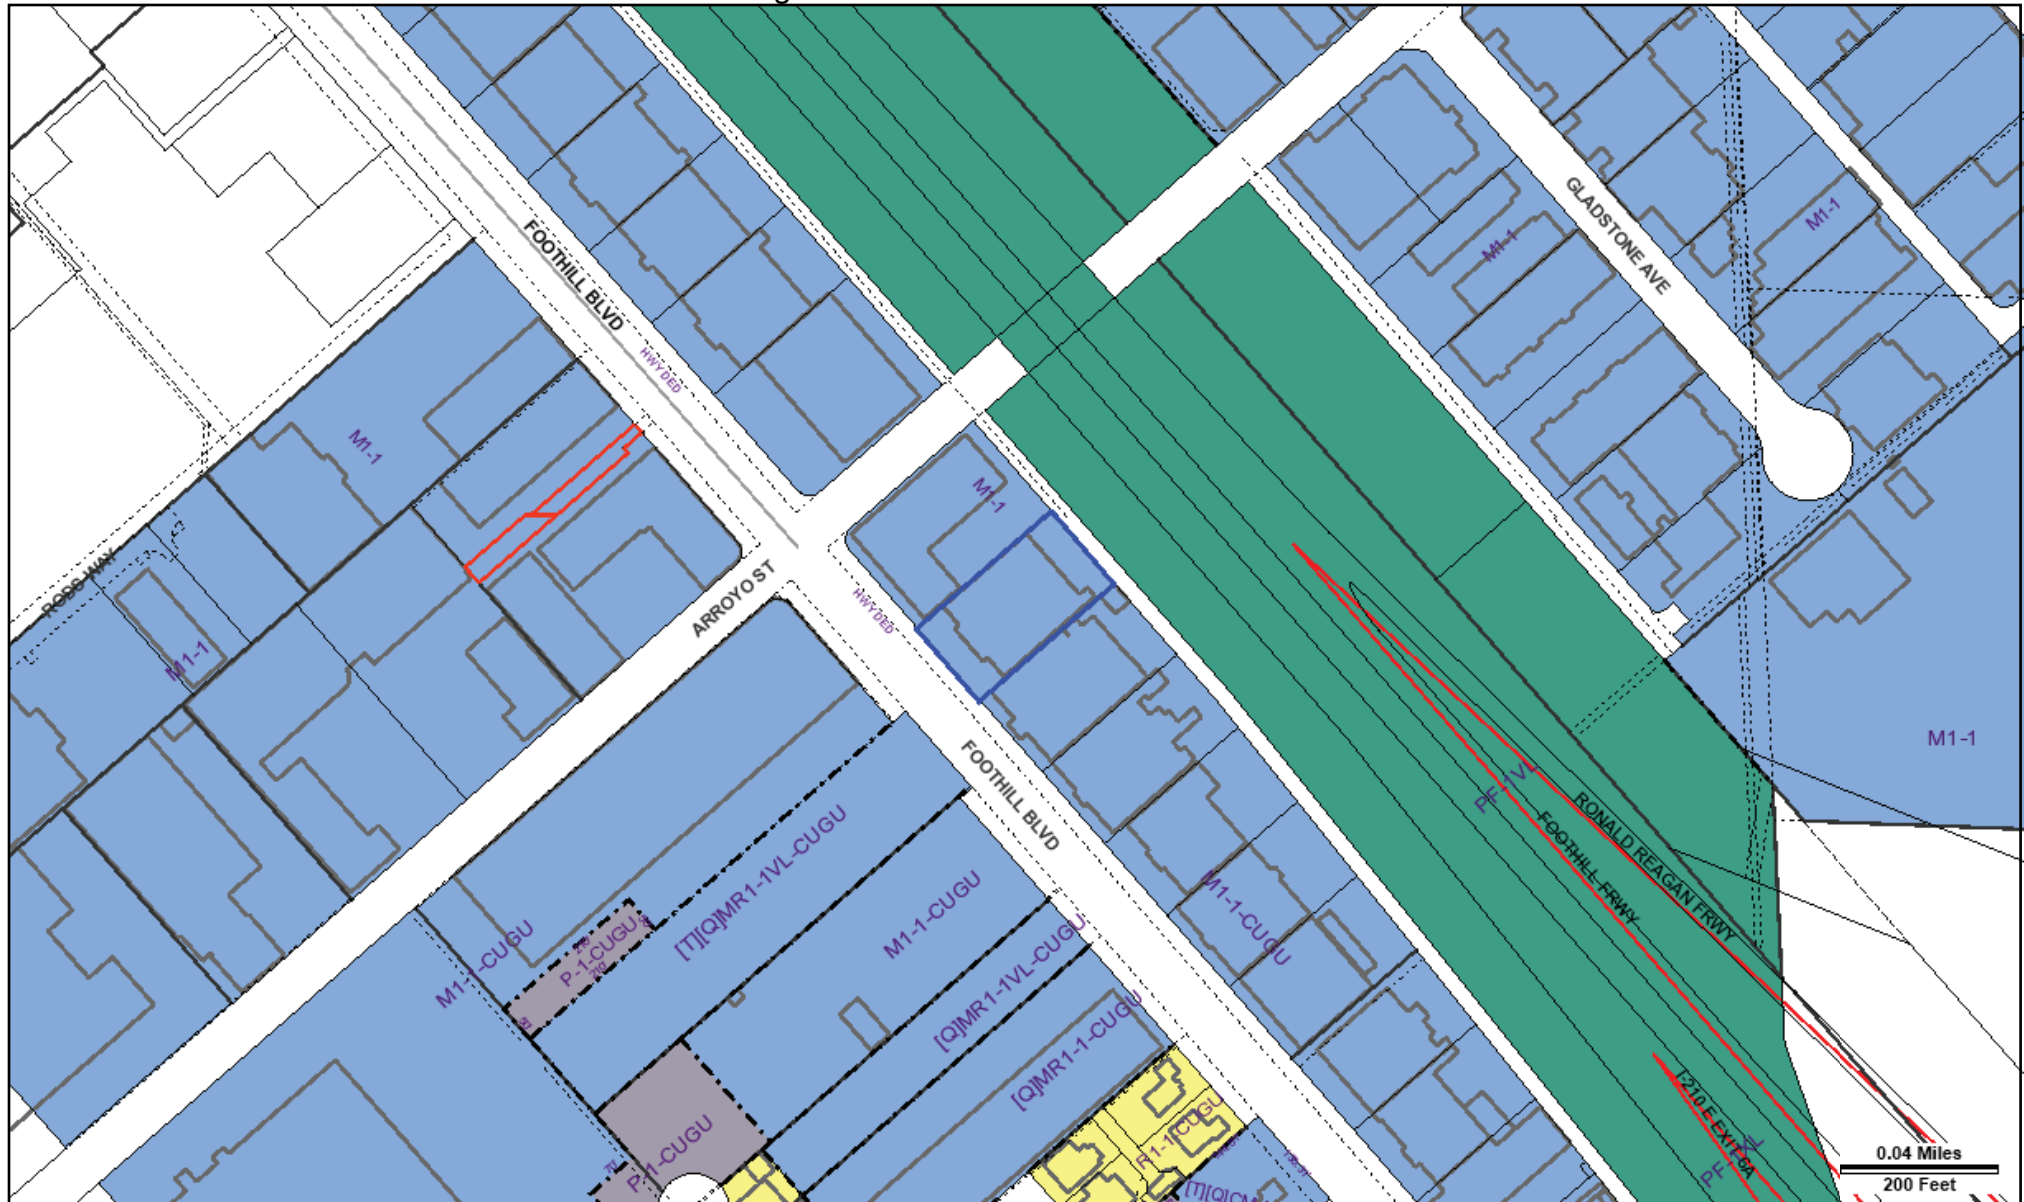 GLADSTONE AVE
M1-1
M1-1
FOOTHILL BLVD
HWY DED
M1-1
M1-1
RODS WAY
M1-1
ARROYO ST
HWY DED
M1-1
FOOTHILL BLVD
PF-1VL
RONALD REAGAN FRWY
FOOTHILL FRWY
[T][Q]MR1-1VL-CUGU
M1-1-CUGU
M1-1-CUGU
M1-1-CUGU
P-1-CUGU
210'
50'
[Q]MR1-1VL-CUGU
[Q]MR1-1-CUGU
R1-1-CUGU
P-1-CUGU
I-210 E EXIT 6A
0.04 Miles
200 Feet